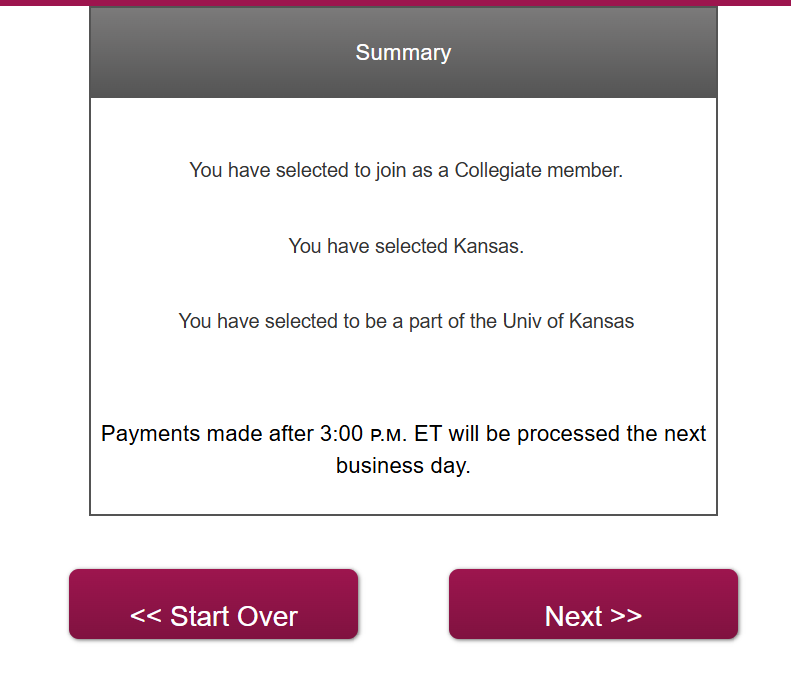 Summary
You have selected to join as a Collegiate member.
You have selected Kansas.
You have selected to be a part of the Univ of Kansas
Payments made after 3:00 P.M. ET will be processed the next
business day.
<< Start Over
Next >>